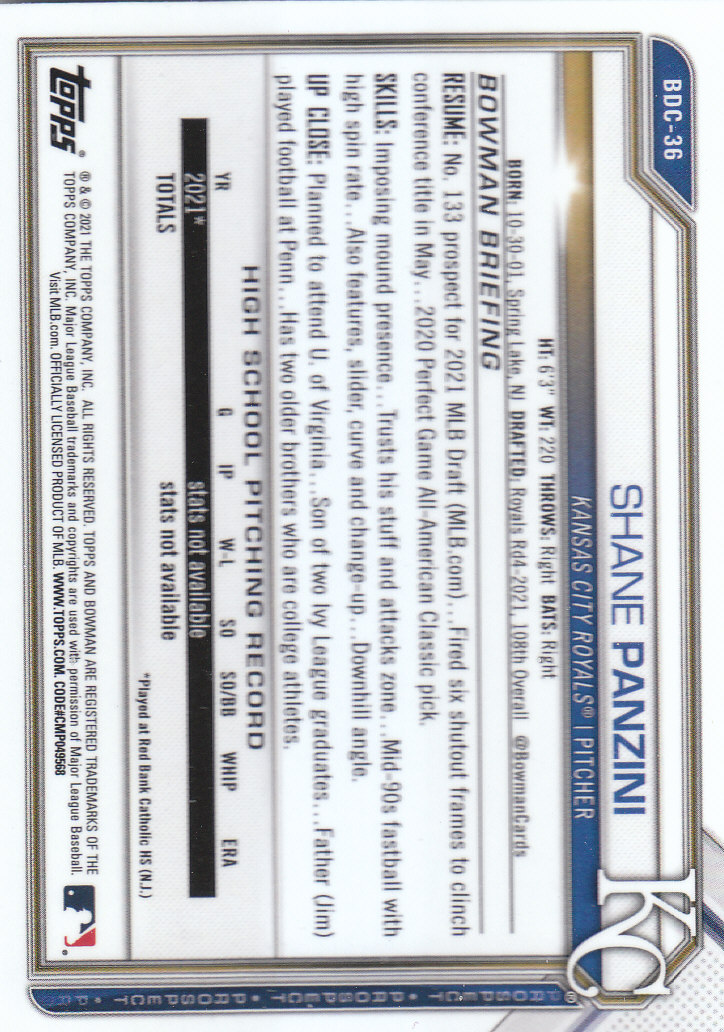 BDC-36
SHANE PANZINI
KANSAS CITY ROYALS® | PITCHER
KC
®
HT: 6'3" WT: 220 THROWS: Right BATS: Right
BORN: 10-30-01, Spring Lake, NJ DRAFTED: Royals Rd4-2021, 108th Overall @BowmanCards
BOWMAN BRIEFING
RESUME: No. 133 prospect for 2021 MLB Draft (MLB.com)...Fired six shutout frames to clinch
conference title in May...2020 Perfect Game All-American Classic pick.
SKILLS: Imposing mound presence...Trusts his stuff and attacks zone...Mid-90s fastball with
high spin rate...Also features, slider, curve and change-up...Downhill angle.
UP CLOSE: Planned to attend U. of Virginia...Son of two Ivy League graduates...Father (Jim)
played football at Penn...Has two older brothers who are college athletes.
HIGH SCHOOL PITCHING RECORD
YR G IP W-L SO SO/BB WHIP ERA
2021* stats not available
TOTALS stats not available
*Played at Red Bank Catholic HS (N.J.)
topps®
® & © 2021 THE TOPPS COMPANY, INC. ALL RIGHTS RESERVED. TOPPS AND BOWMAN ARE REGISTERED TRADEMARKS OF THE
TOPPS COMPANY, INC. Major League Baseball trademarks and copyrights are used with permission of Major League Baseball.
Visit MLB.com. OFFICIALLY LICENSED PRODUCT OF MLB. WWW.TOPPS.COM. CODE#CMP049568
PROSPECT • PROSPECT • PROSPECT • PROSPECT